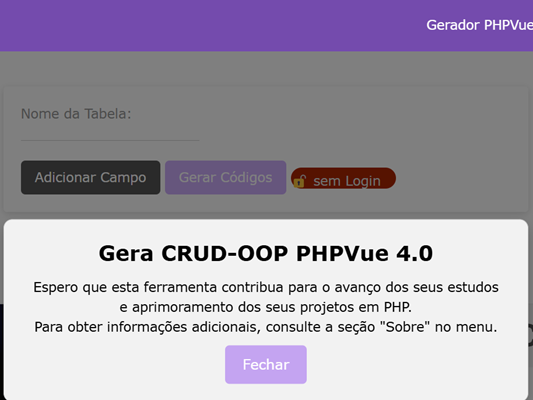 Gerador PHPVue
Nome da Tabela:
Adicionar Campo
Gerar Códigos
sem Login
Gera CRUD-OOP PHPVue 4.0
Espero que esta ferramenta contribua para o avanço dos seus estudos
e aprimoramento dos seus projetos em PHP.
Para obter informações adicionais, consulte a seção "Sobre" no menu.
Fechar